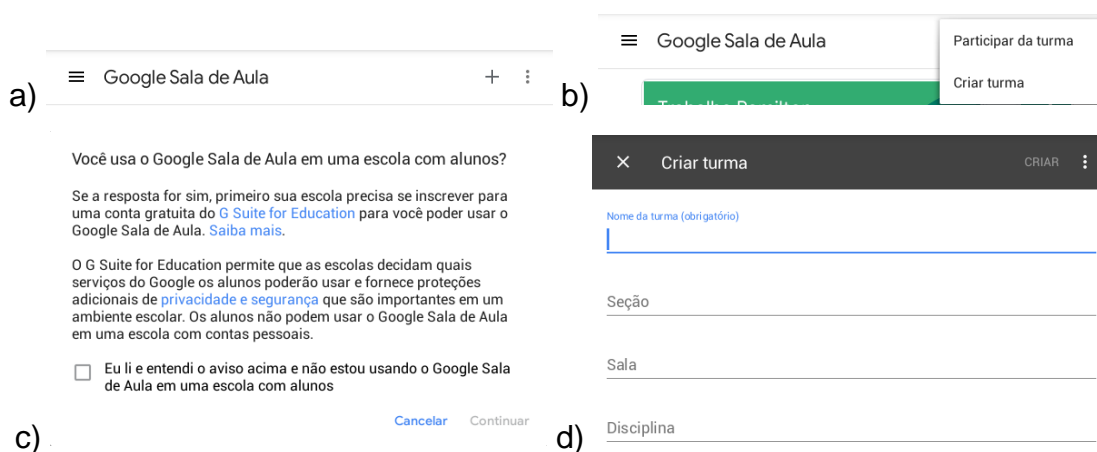 a)
Google Sala de Aula
b)
Google Sala de Aula
Participar da turma
Criar turma
c)
Você usa o Google Sala de Aula em uma escola com alunos?
Se a resposta for sim, primeiro sua escola precisa se inscrever para
uma conta gratuita do G Suite for Education para você poder usar o
Google Sala de Aula. Saiba mais.
O G Suite for Education permite que as escolas decidam quais
serviços do Google os alunos poderão usar e fornece proteções
adicionais de privacidade e segurança que são importantes em um
ambiente escolar. Os alunos não podem usar o Google Sala de Aula
em uma escola com contas pessoais.
Eu li e entendi o aviso acima e não estou usando o Google Sala
de Aula em uma escola com alunos
Cancelar Continuar
d)
Criar turma
CRIAR
Nome da turma (obrigatório)
Seção
Sala
Disciplina